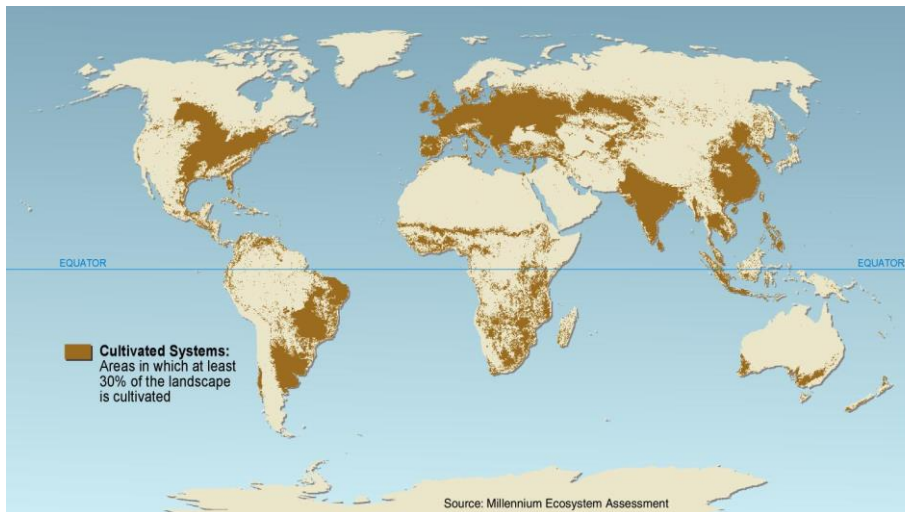 EQUATOR
EQUATOR
Cultivated Systems:
Areas in which at least
30% of the landscape
is cultivated
Source: Millennium Ecosystem Assessment